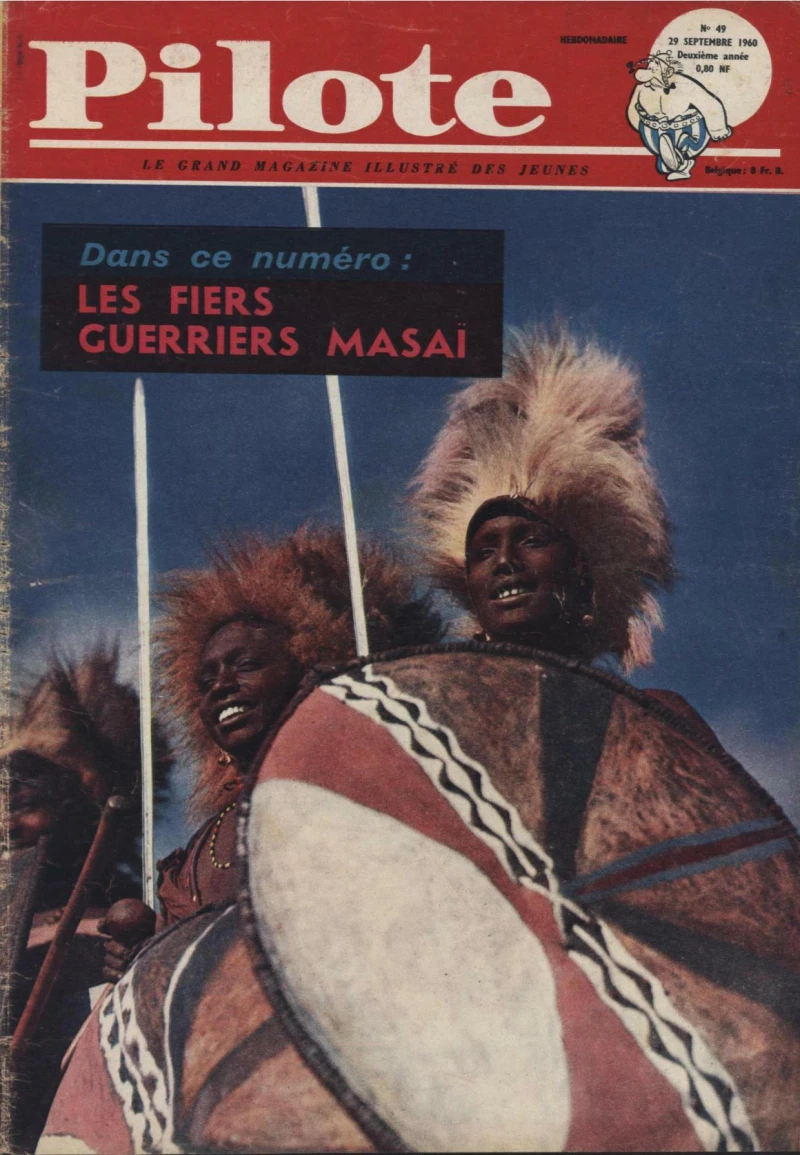 Pilote
HEBDOMADAIRE
Nº 49
29 SEPTEMBRE 1960
Deuxième année
0,80 NF
LE GRAND MAGAZINE ILLUSTRÉ DES JEUNES
Belgique : 8 Fr. B.
Dans ce numéro :
LES FIERS
GUERRIERS MASAÏ